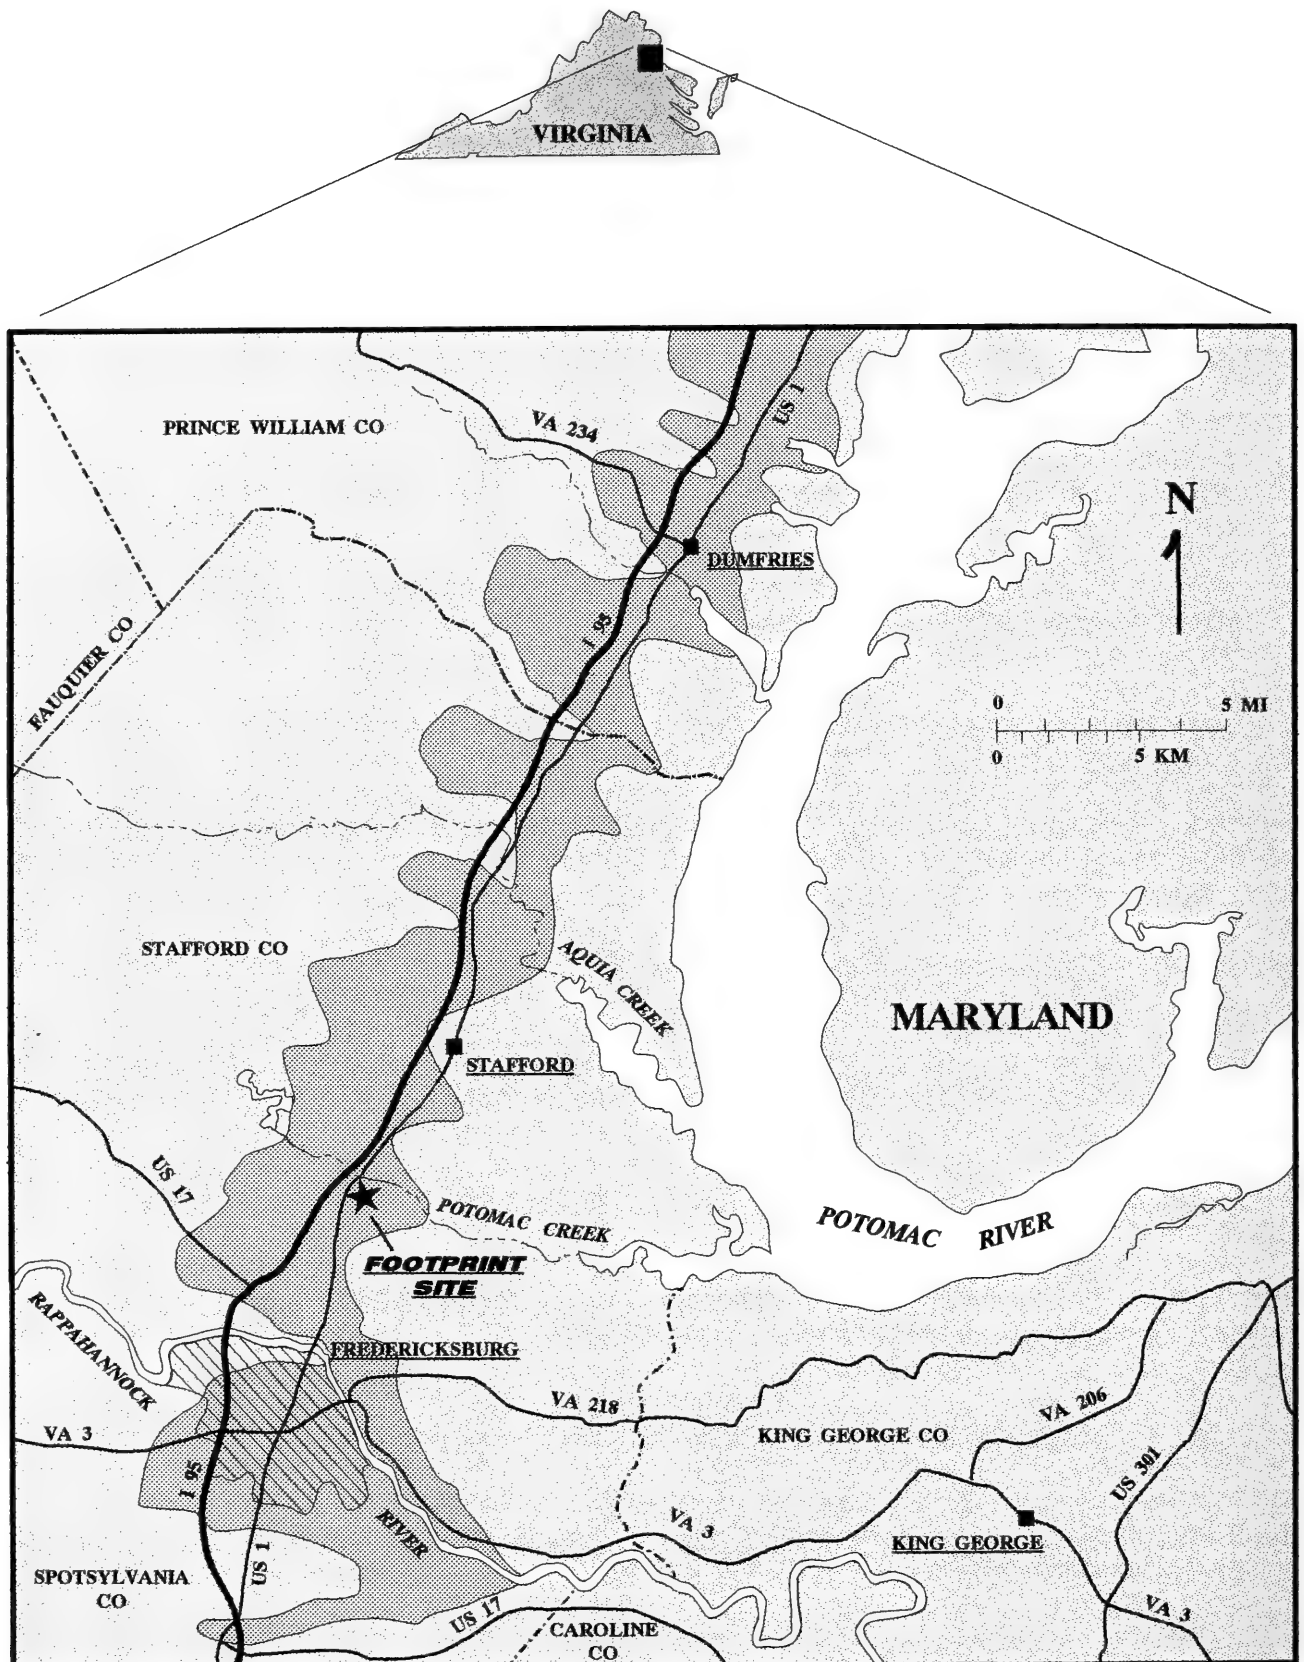 VIRGINIA
PRINCE WILLIAM CO
VA 234
US 1
N
DUMFRIES
I 95
FAUQUIER CO
0
5 MI
0
5 KM
STAFFORD CO
AQUIA CREEK
MARYLAND
STAFFORD
US 17
POTOMAC CREEK
POTOMAC RIVER
FOOTPRINT
SITE
RAPPAHANNOCK
FREDERICKSBURG
VA 218
VA 206
VA 3
KING GEORGE CO
I 95
US 301
RIVER
VA 3
KING GEORGE
US 1
SPOTSYLVANIA
CO
US 17
CAROLINE
CO
VA 3